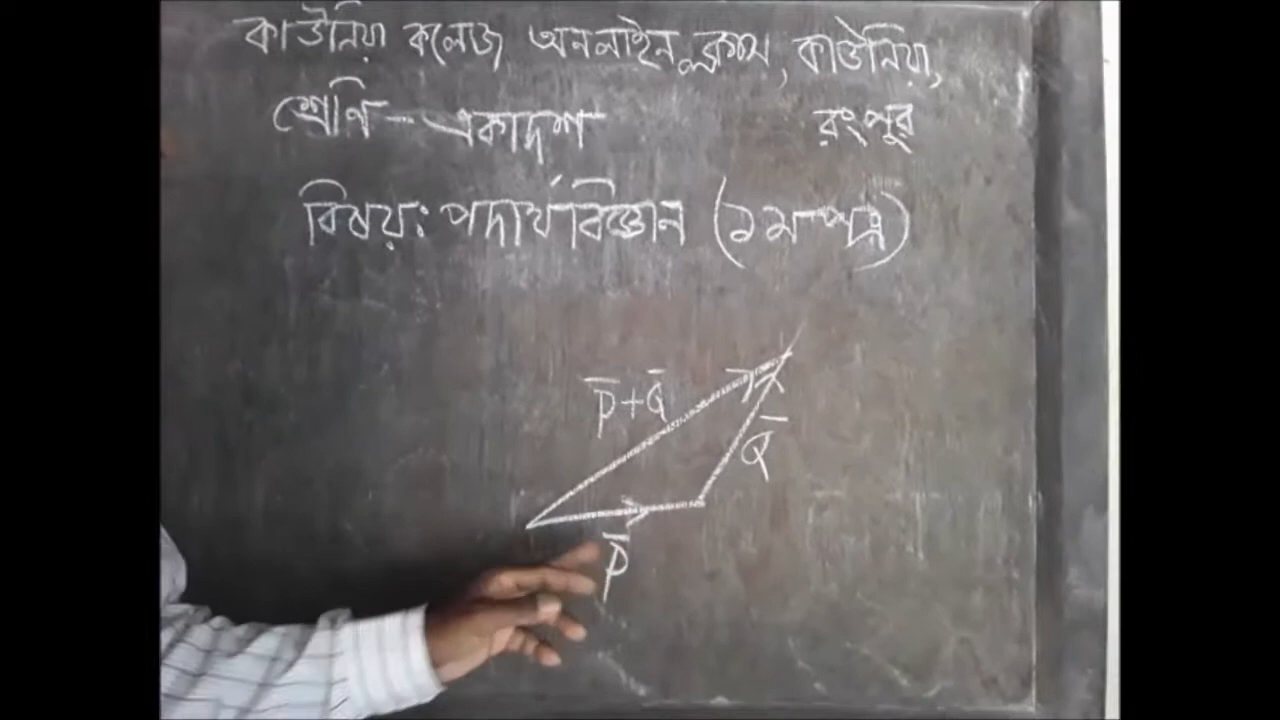 কাউনিয়া কলেজ অনলাইন ক্লাস, কাউনিয়া,
শ্রেণি - একাদশ রংপুর
বিষয়: পদার্থবিজ্ঞান (১ম পত্র)
P̅+Q̅
Q̅
P̅